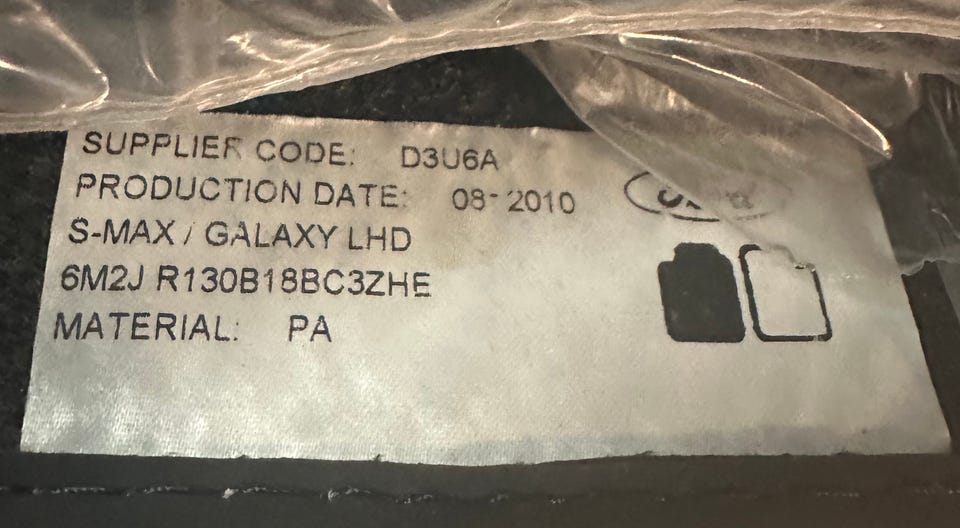 SUPPLIER CODE: D3U6A
PRODUCTION DATE: 08-2010
S-MAX / GALAXY LHD
6M2J R130B18BC3ZHE
MATERIAL: PA